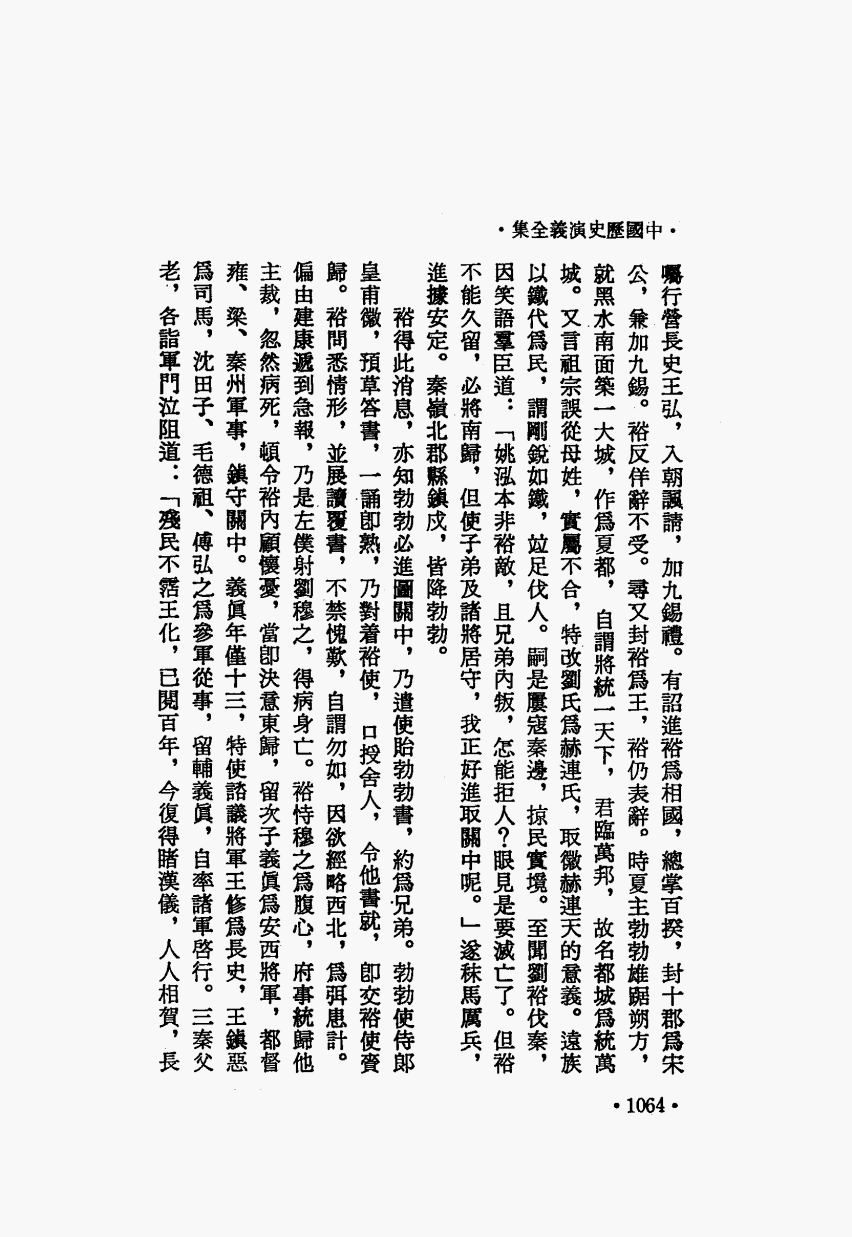 •中國歷史演義全集•
囑行營長史王弘，入朝諷請，加九錫禮。有詔進裕爲相國，總掌百揆，封十郡爲宋
公，兼加九錫。裕反佯辭不受。尋又封裕爲王，裕仍表辭。時夏主勃勃雄踞朔方，
就黑水南面築一大城，作爲夏都，自謂將統一天下，君臨萬邦，故名都城爲統萬
城。又言祖宗誤從母姓，實屬不合，特改劉氏爲赫連氏，取徽赫連天的意義。遠族
以鐵代爲民，謂剛銳如鐵，竝足伐人。嗣是屢寇秦邊，掠民實境。至聞劉裕伐秦，
因笑語羣臣道：「姚泓本非裕敵，且兄弟內叛，怎能拒人？眼見是要滅亡了。但裕
不能久留，必將南歸，但使子弟及諸將居守，我正好進取關中呢。」遂秣馬厲兵，
進據安定。秦嶺北郡縣鎮戍，皆降勃勃。
裕得此消息，亦知勃勃必進圖關中，乃遣使貽勃勃書，約爲兄弟。勃勃使侍郎
皇甫徽，預草答書，一誦卽熟，乃對着裕使，口授舍人，令他書就，卽交裕使齎
歸。裕問悉情形，並展讀覆書，不禁愧歎，自謂勿如，因欲經略西北，爲弭患計。
偏由建康遞到急報，乃是左僕射劉穆之，得病身亡。裕恃穆之爲腹心，府事統歸他
主裁，忽然病死，頓令裕內顧懷憂，當卽決意東歸，留次子義眞爲安西將軍，都督
雍、梁、秦州軍事，鎮守關中。義眞年僅十三，特使諮議將軍王修爲長史，王鎮惡
爲司馬，沈田子、毛德祖、傅弘之爲參軍從事，留輔義眞，自率諸軍啓行。三秦父
老，各詣軍門泣阻道：「殘民不霑王化，已閱百年，今復得睹漢儀，人人相賀，長
•1064•